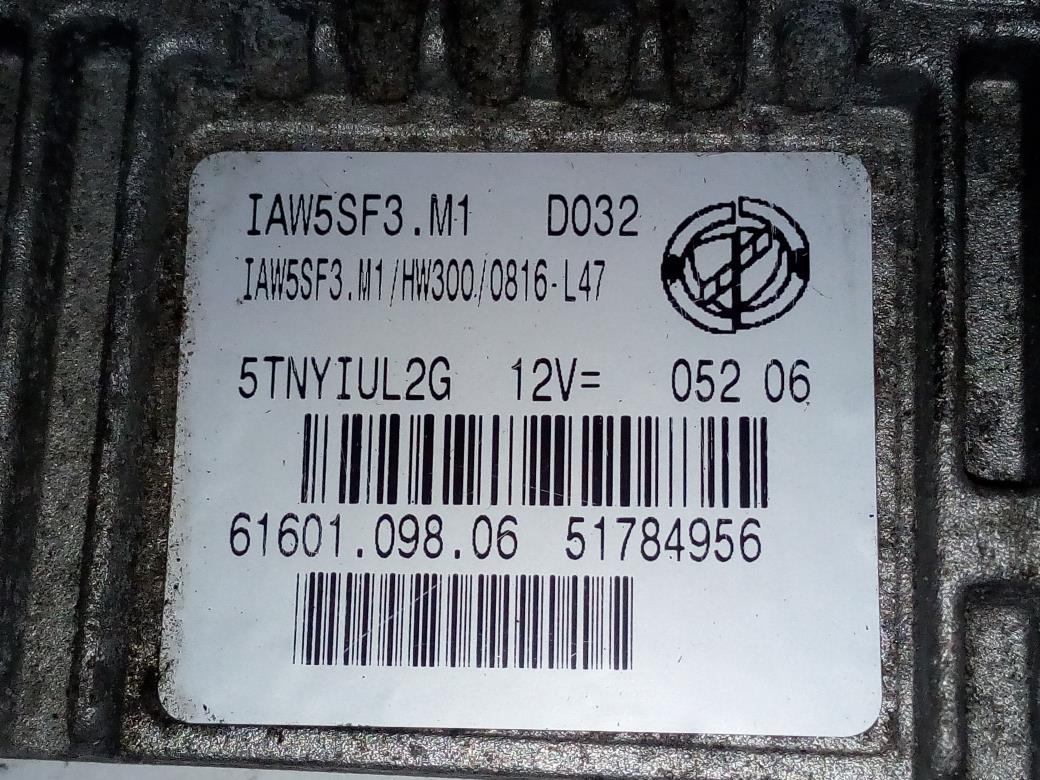 IAW5SF3.M1 D032
IAW5SF3.M1/HW300/0816-L47
5TNYIUL2G 12V= 052 06
61601.098.06 51784956